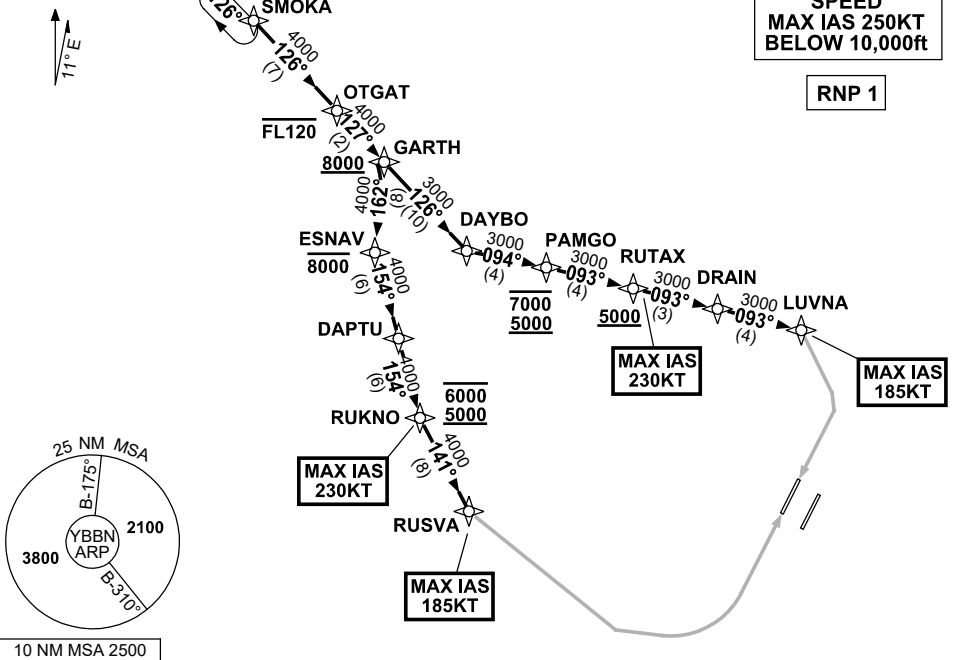 SPEED
MAX IAS 250KT
BELOW 10,000ft
RNP 1
11° E
126°
SMOKA
4000
126°
(7)
OTGAT
FL120
4000
127°
(2)
GARTH
8000
4000
162°
(8)
3000
126°
(10)
DAYBO
3000
094°
(4)
PAMGO
7000
5000
3000
093°
(4)
RUTAX
5000
MAX IAS
230KT
3000
093°
(3)
DRAIN
3000
093°
(4)
LUVNA
MAX IAS
185KT
ESNAV
8000
4000
154°
(6)
DAPTU
4000
154°
(6)
RUKNO
6000
5000
MAX IAS
230KT
4000
141°
(8)
RUSVA
MAX IAS
185KT
25 NM MSA
B-175°
YBBN
ARP
2100
3800
B-310°
10 NM MSA 2500